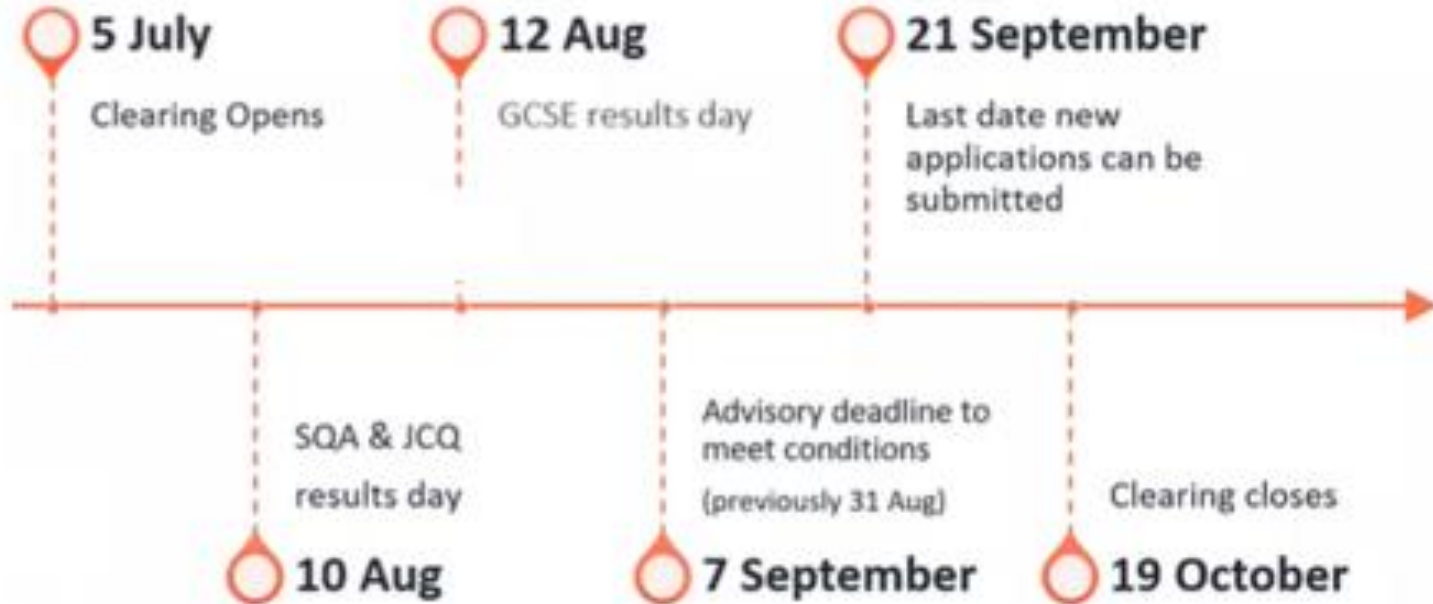 5 July
Clearing Opens
12 Aug
GCSE results day
21 September
Last date new
applications can be
submitted
SQA & JCQ
results day
10 Aug
Advisory deadline to
meet conditions
(previously 31 Aug)
7 September
Clearing closes
19 October